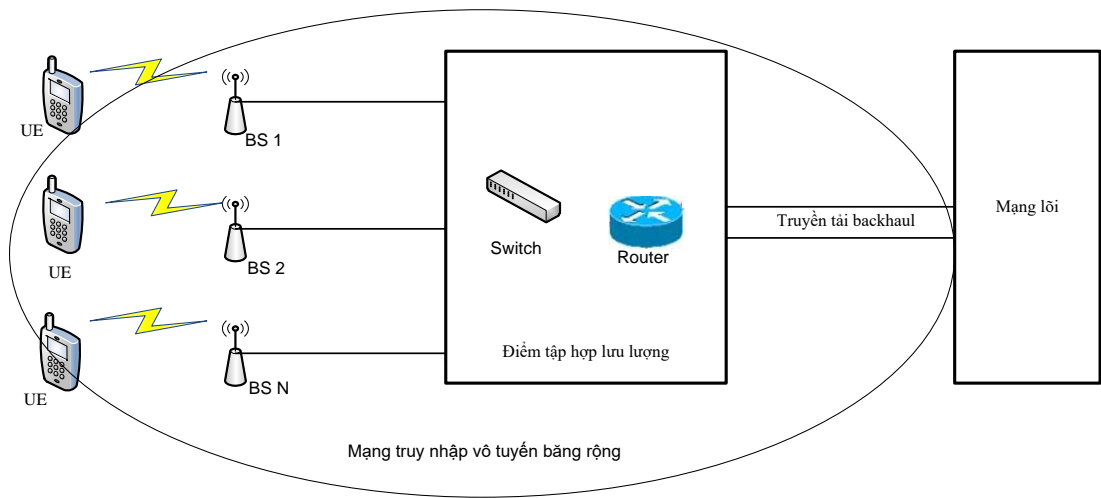 UE
BS 1
UE
BS 2
UE
BS N
Switch
Router
Điểm tập hợp lưu lượng
Truyền tải backhaul
Mạng lõi
Mạng truy nhập vô tuyến băng rộng